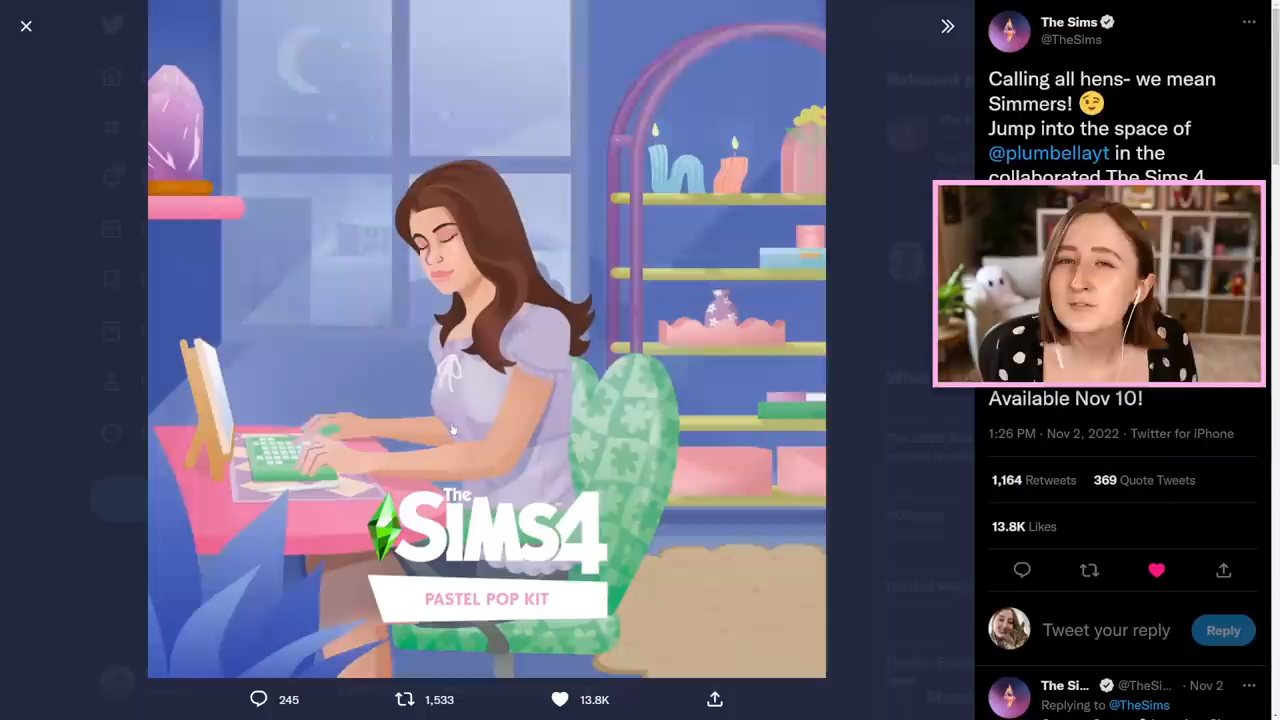 The Sims
@TheSims
Calling all hens- we mean
Simmers! 😉
Jump into the space of
@plumbellayt in the
collaborated The Sims 4
Available Nov 10!
1:26 PM · Nov 2, 2022 · Twitter for iPhone
1,164 Retweets 369 Quote Tweets
13.8K Likes
Tweet your reply
Reply
The Si... @TheSi... · Nov 2
Replying to @TheSims
The
SiMS4
PASTEL POP KIT
245
1,533
13.8K